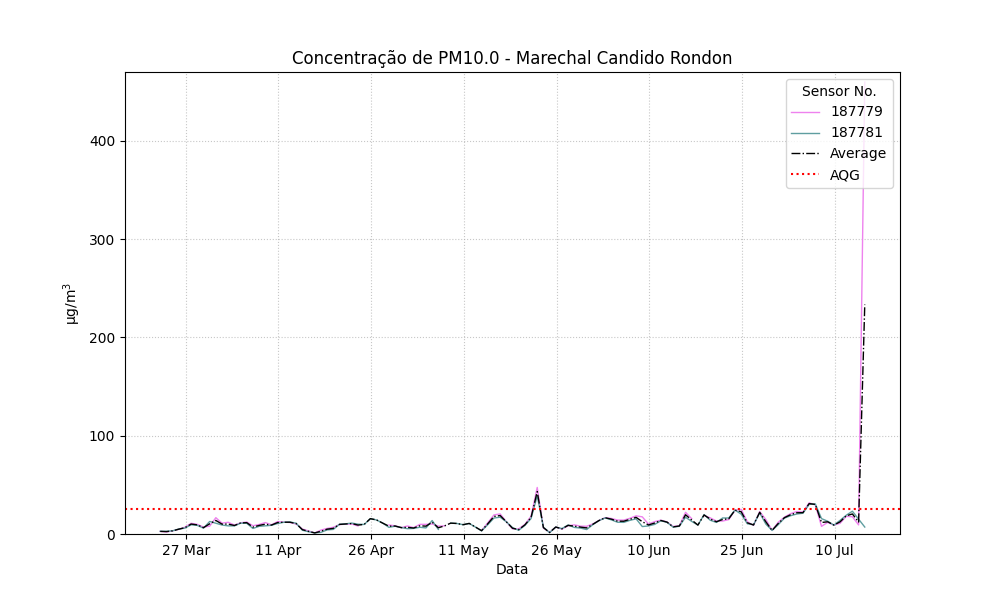 Concentração de PM10.0 - Marechal Candido Rondon
Sensor No.
187779
187781
Average
AQG
400
300
200
100
0
µg/m³
27 Mar
11 Apr
26 Apr
11 May
26 May
10 Jun
25 Jun
10 Jul
Data